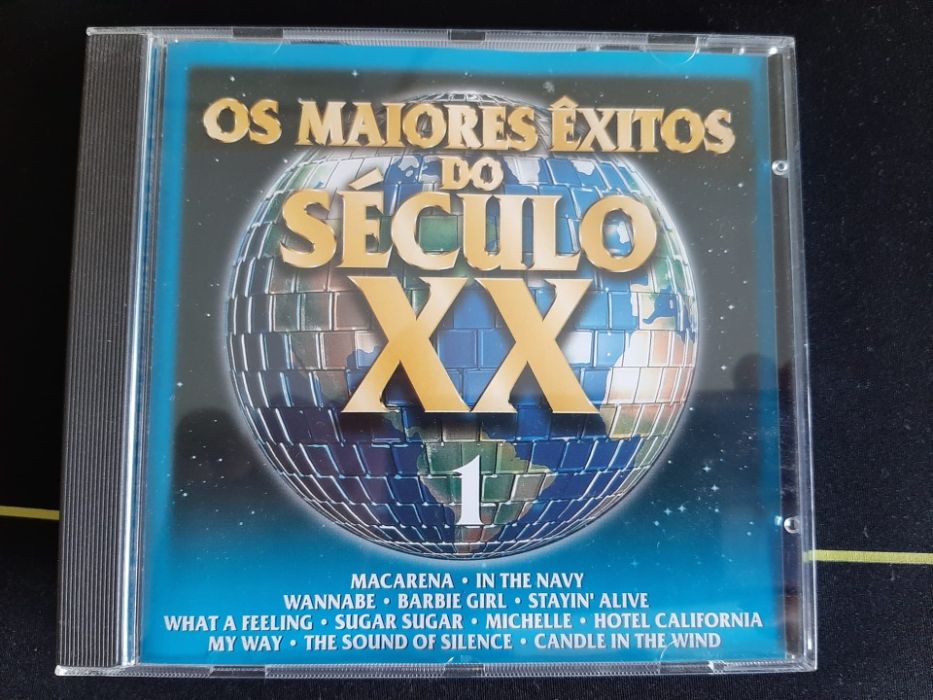 OS MAIORES ÊXITOS
DO
SÉCULO
XX
1
MACARENA • IN THE NAVY
WANNABE • BARBIE GIRL • STAYIN' ALIVE
WHAT A FEELING • SUGAR SUGAR • MICHELLE • HOTEL CALIFORNIA
MY WAY • THE SOUND OF SILENCE • CANDLE IN THE WIND